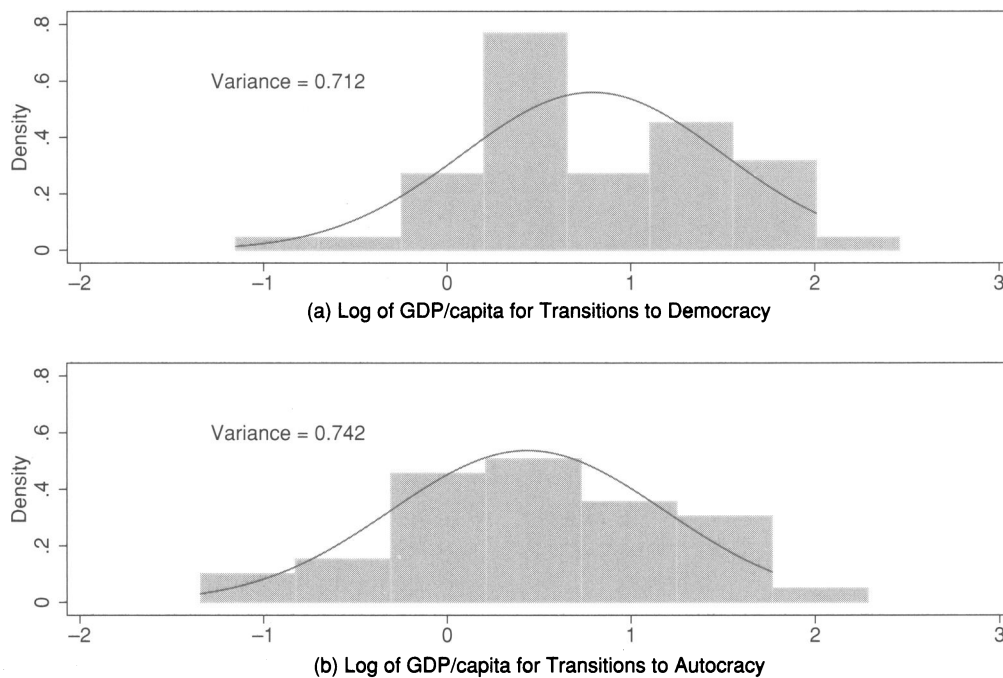 .8
.6
.4
.2
0
Density
Variance = 0.712
−2 −1 0 1 2 3
(a) Log of GDP/capita for Transitions to Democracy
.8
.6
.4
.2
0
Density
Variance = 0.742
−2 −1 0 1 2 3
(b) Log of GDP/capita for Transitions to Autocracy